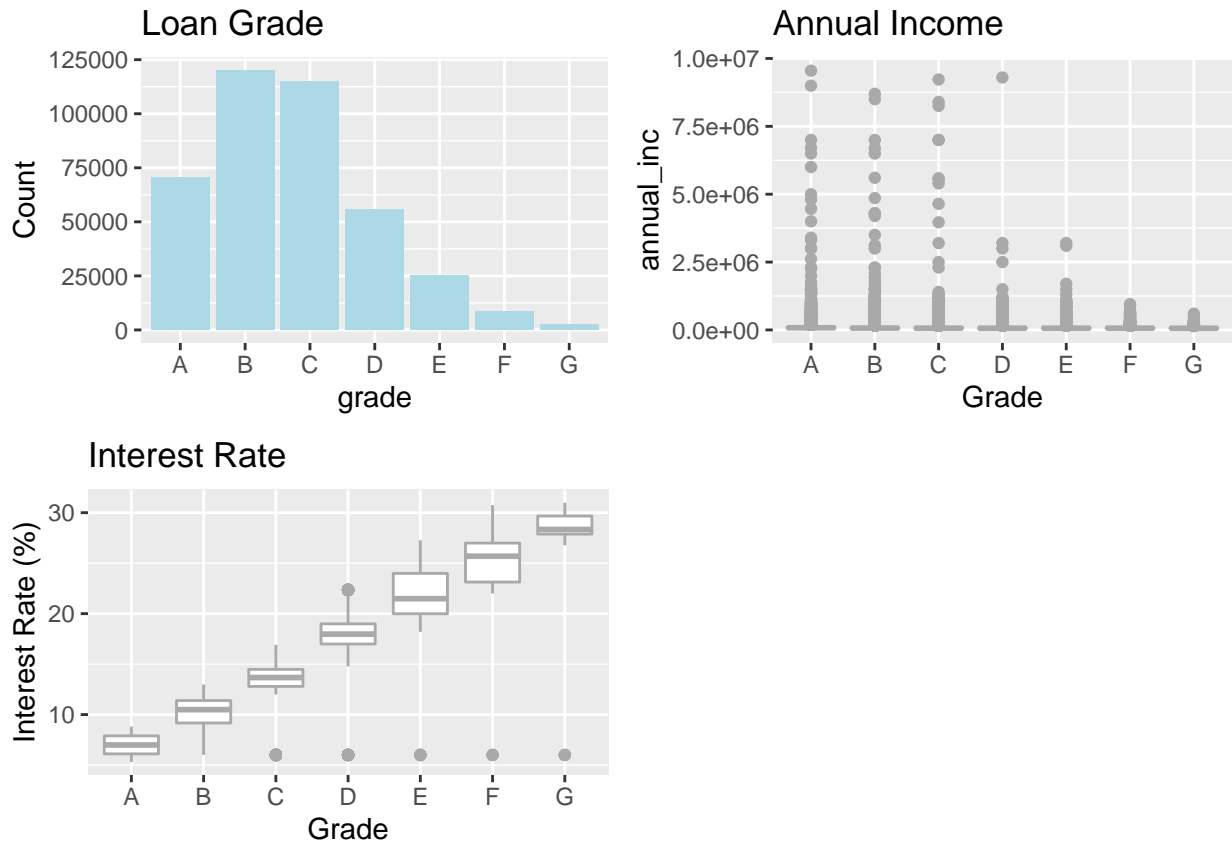 Loan Grade
125000
100000
75000
50000
25000
0
Count
A B C D E F G
grade
Annual Income
1.0e+07
7.5e+06
5.0e+06
2.5e+06
0.0e+00
annual_inc
A B C D E F G
Grade
Interest Rate
30
20
10
Interest Rate (%)
A B C D E F G
Grade